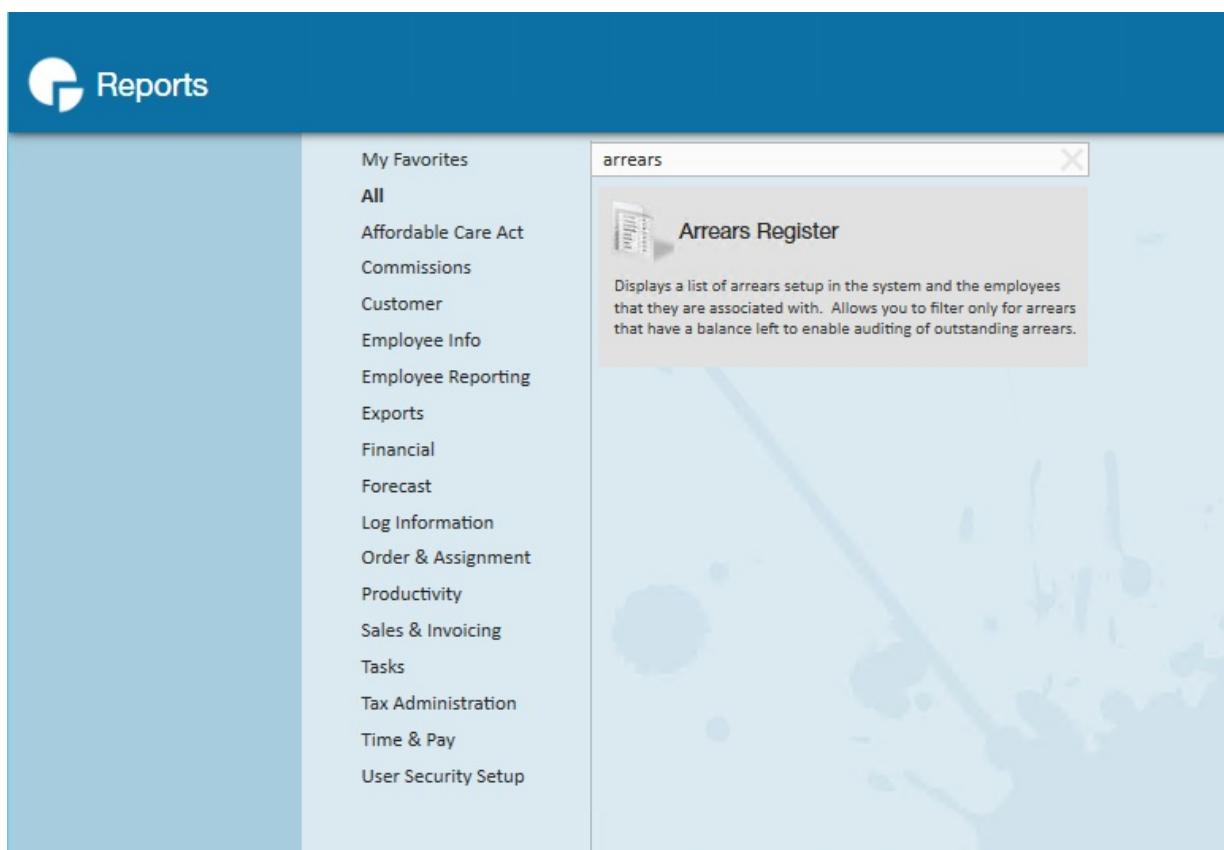 Reports
My Favorites
All
Affordable Care Act
Commissions
Customer
Employee Info
Employee Reporting
Exports
Financial
Forecast
Log Information
Order & Assignment
Productivity
Sales & Invoicing
Tasks
Tax Administration
Time & Pay
User Security Setup
arrears
Arrears Register
Displays a list of arrears setup in the system and the employees
that they are associated with.  Allows you to filter only for arrears
that have a balance left to enable auditing of outstanding arrears.